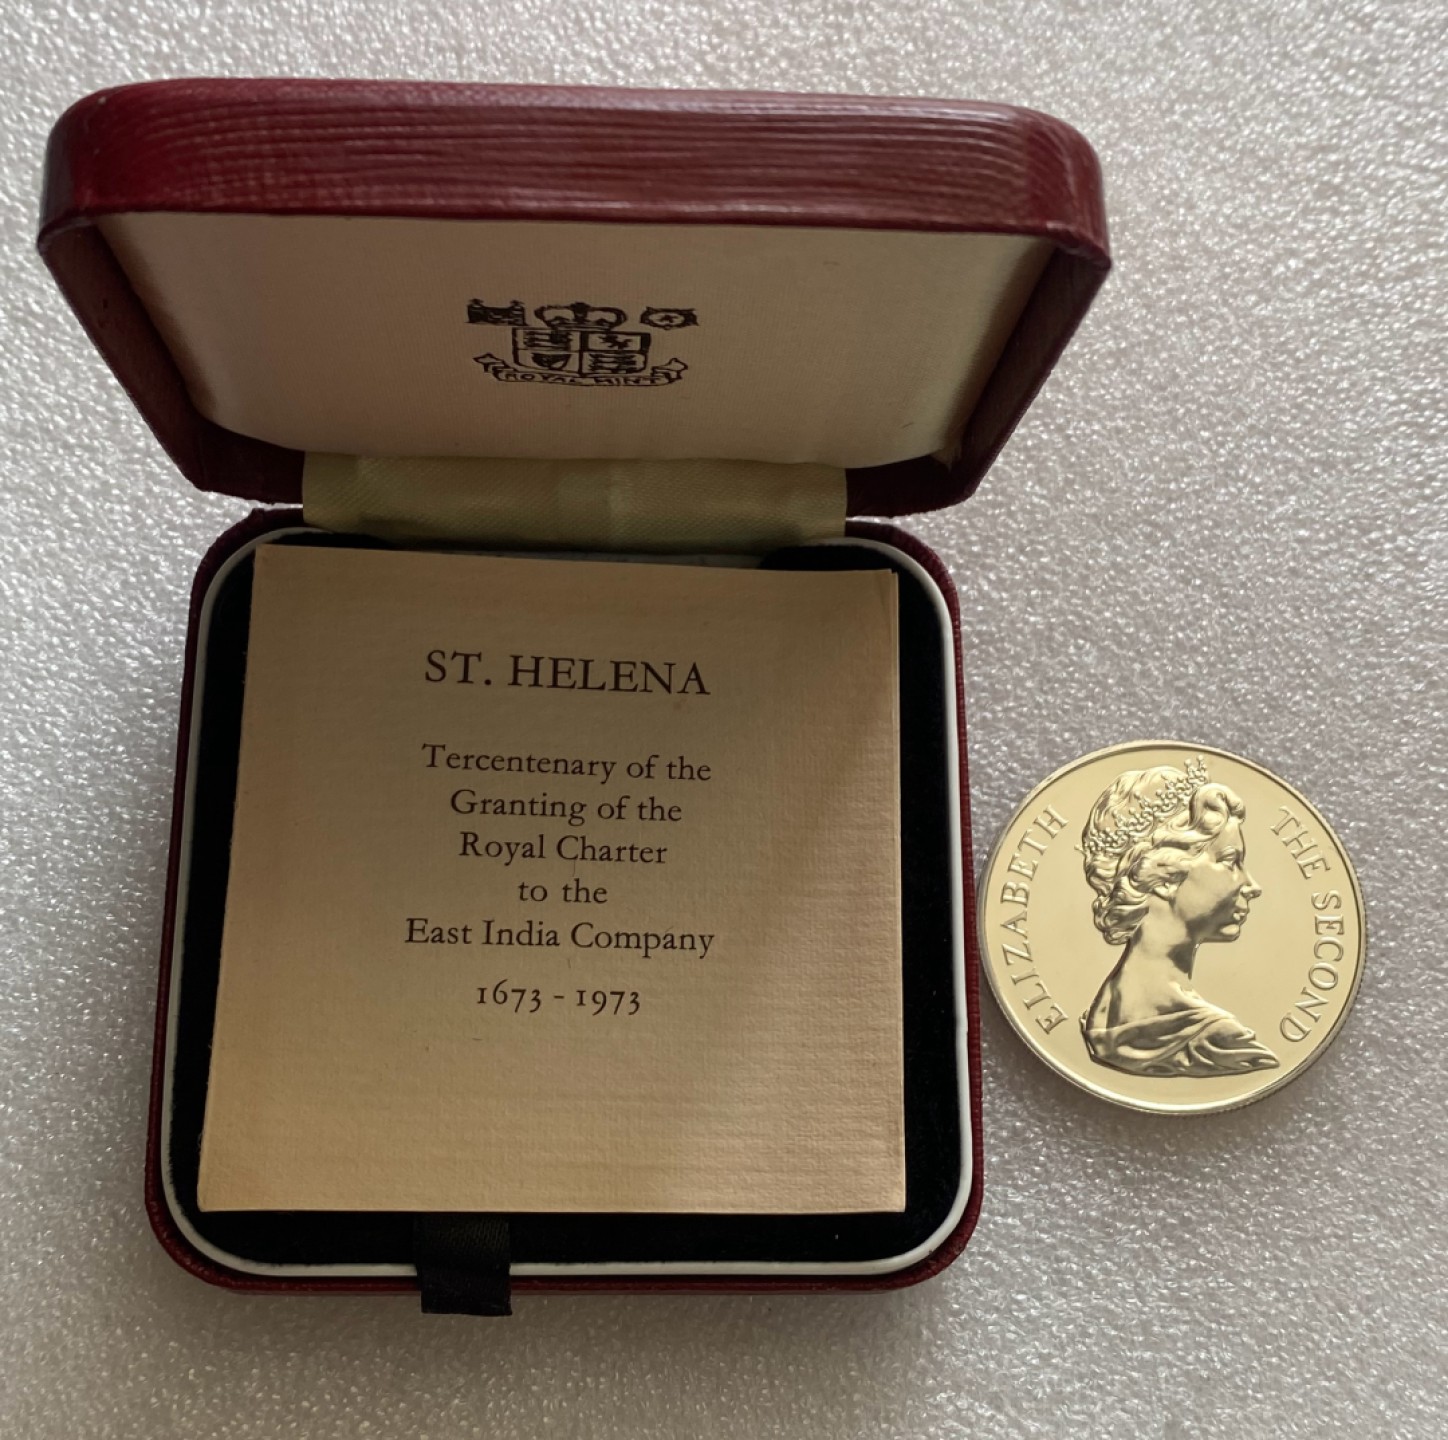 ROYAL MINT
ST. HELENA
Tercentenary of the
Granting of the
Royal Charter
to the
East India Company
1673 - 1973
ELIZABETH THE SECOND